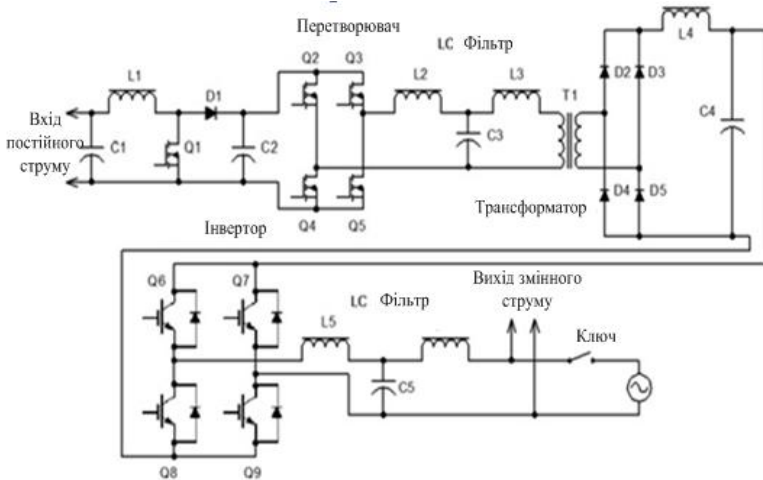 Перетворювач
Q2 Q3
LC Фільтр
L4
L1
L2
L3
D1
T1
D2 D3
Вхід
постійного
струму
C1
Q1
C2
C3
C4
D4 D5
Трансформатор
Інвертор
Q4 Q5
Q6 Q7
LC Фільтр
Вихід змінного
струму
Ключ
L5
C5
Q8 Q9